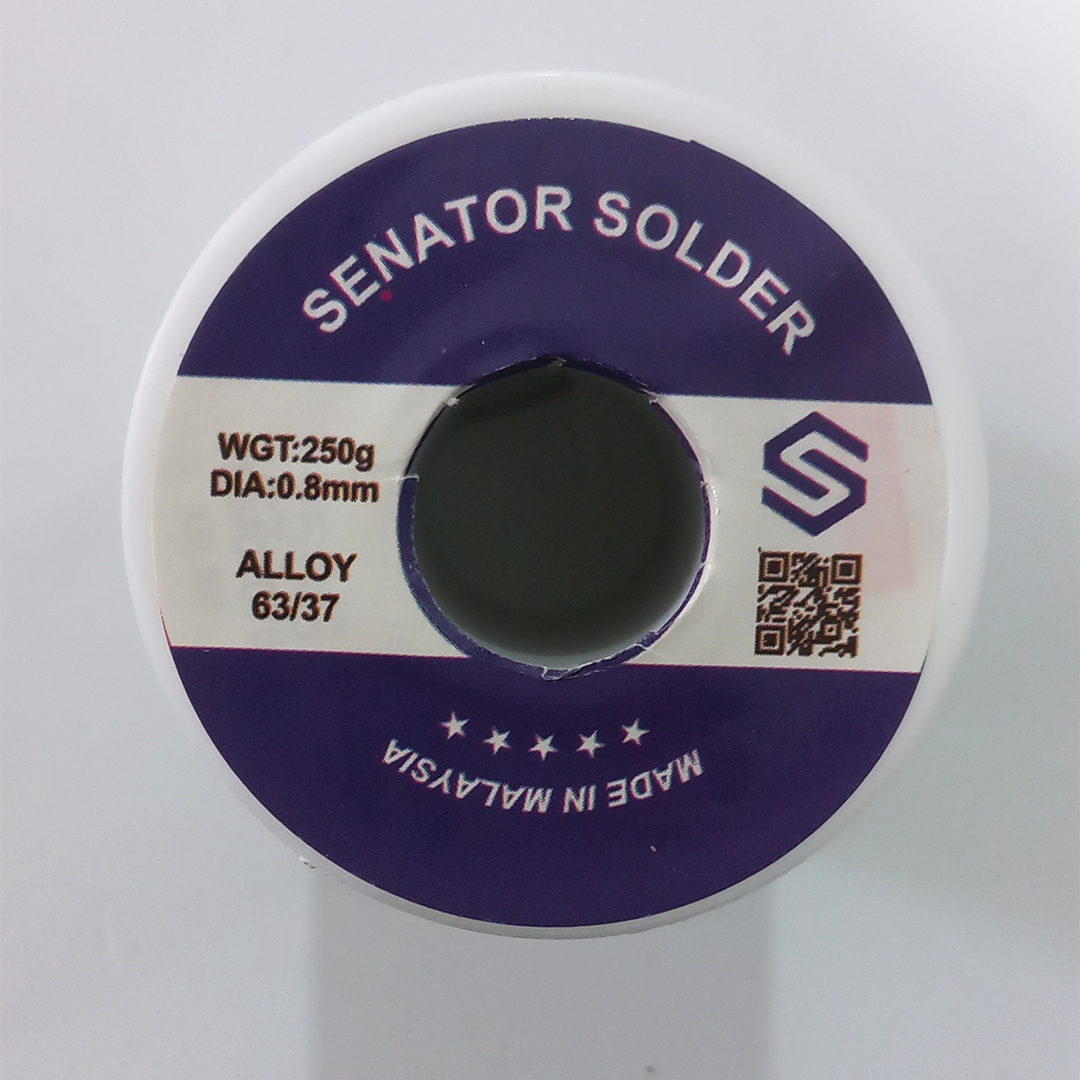 SENATOR SOLDER
WGT:250g
DIA:0.8mm
ALLOY
63/37
MADE IN MALAYSIA